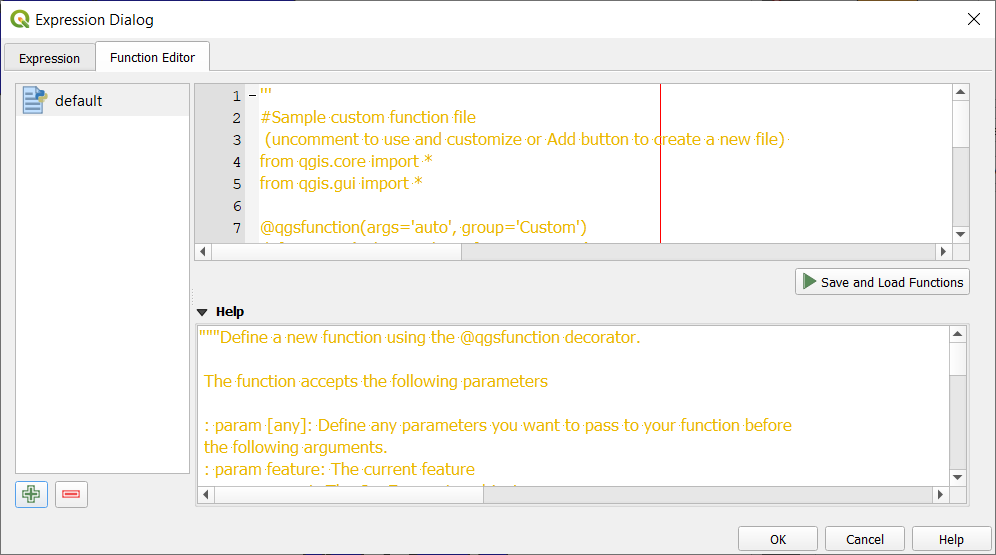 Expression Dialog
Expression
Function Editor
default
1 '''
2 #Sample custom function file
3 (uncomment to use and customize or Add button to create a new file)
4 from qgis.core import *
5 from qgis.gui import *
6
7 @qgsfunction(args='auto', group='Custom')
Save and Load Functions
Help
"""Define a new function using the @qgsfunction decorator.
The function accepts the following parameters
: param [any]: Define any parameters you want to pass to your function before
the following arguments.
: param feature: The current feature
OK
Cancel
Help